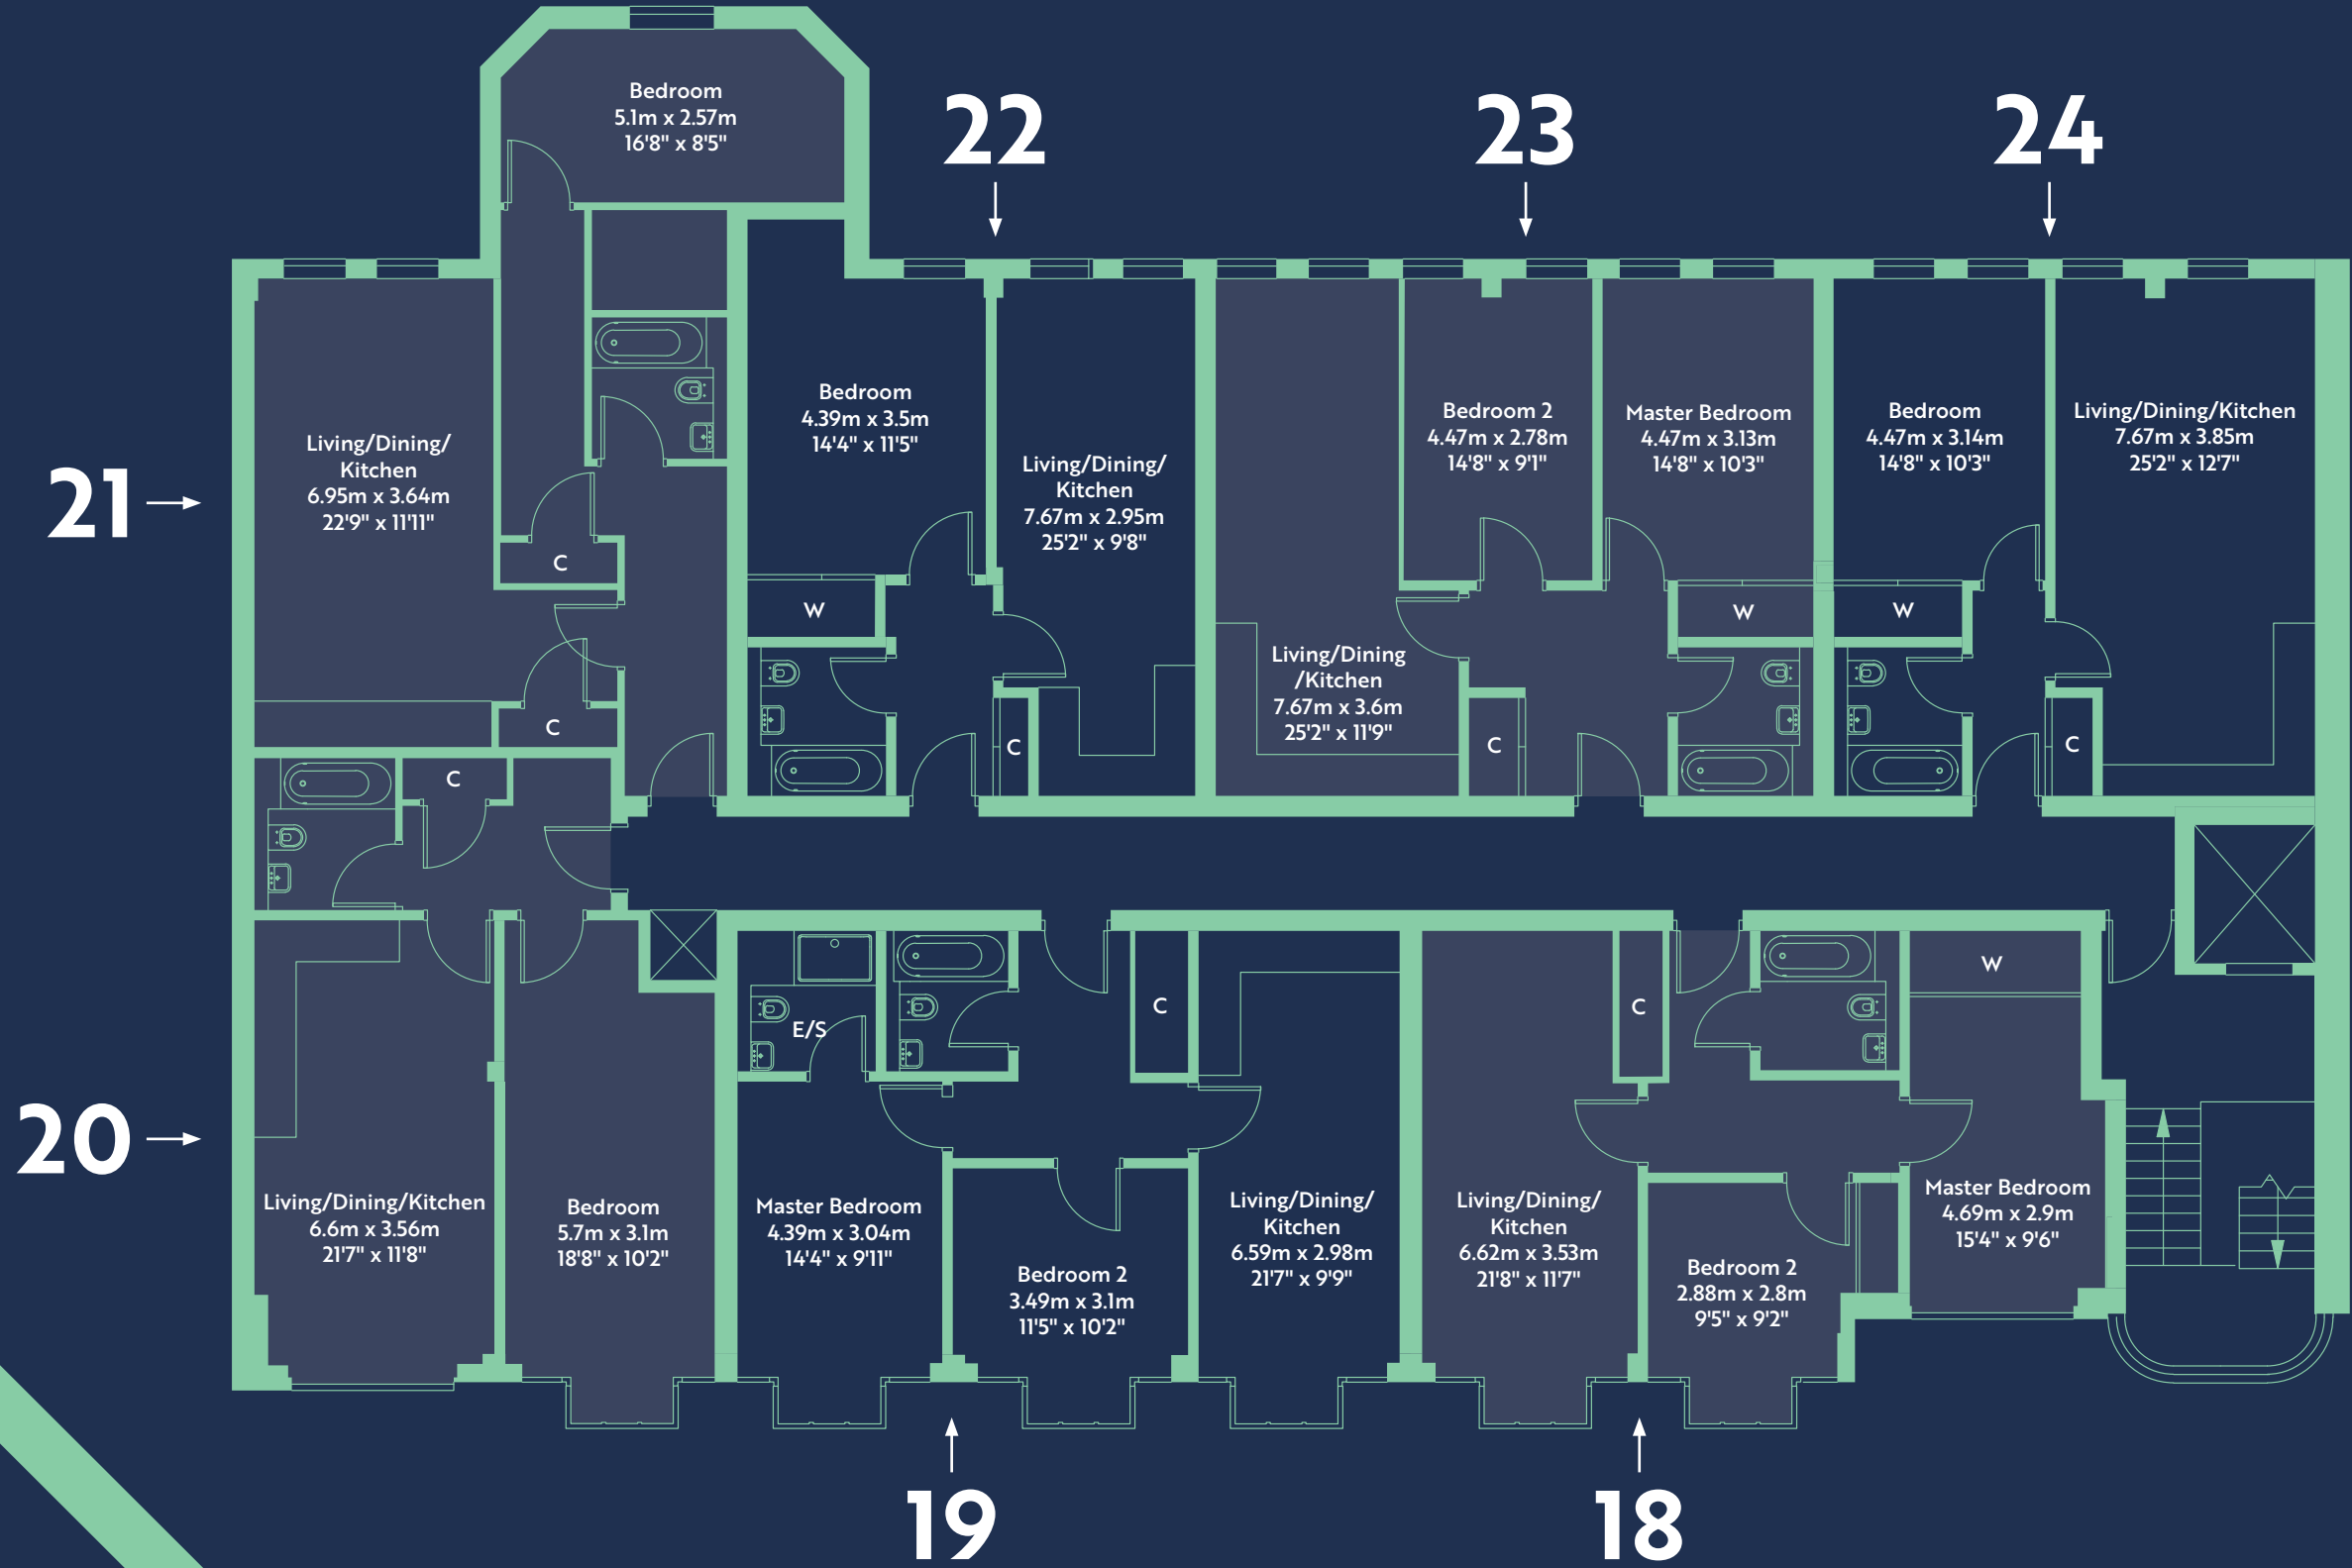 Bedroom
5.1m x 2.57m
16'8" x 8'5"
22
23
24
21
Living/Dining/
Kitchen
6.95m x 3.64m
22'9" x 11'11"
C
C
Bedroom
4.39m x 3.5m
14'4" x 11'5"
W
Living/Dining/
Kitchen
7.67m x 2.95m
25'2" x 9'8"
C
Living/Dining
/Kitchen
7.67m x 3.6m
25'2" x 11'9"
Bedroom 2
4.47m x 2.78m
14'8" x 9'1"
C
Master Bedroom
4.47m x 3.13m
14'8" x 10'3"
W
Bedroom
4.47m x 3.14m
14'8" x 10'3"
W
Living/Dining/Kitchen
7.67m x 3.85m
25'2" x 12'7"
C
20
C
Living/Dining/Kitchen
6.6m x 3.56m
21'7" x 11'8"
Bedroom
5.7m x 3.1m
18'8" x 10'2"
E/S
Master Bedroom
4.39m x 3.04m
14'4" x 9'11"
Bedroom 2
3.49m x 3.1m
11'5" x 10'2"
C
Living/Dining/
Kitchen
6.59m x 2.98m
21'7" x 9'9"
Living/Dining/
Kitchen
6.62m x 3.53m
21'8" x 11'7"
C
Bedroom 2
2.88m x 2.8m
9'5" x 9'2"
W
Master Bedroom
4.69m x 2.9m
15'4" x 9'6"
19
18